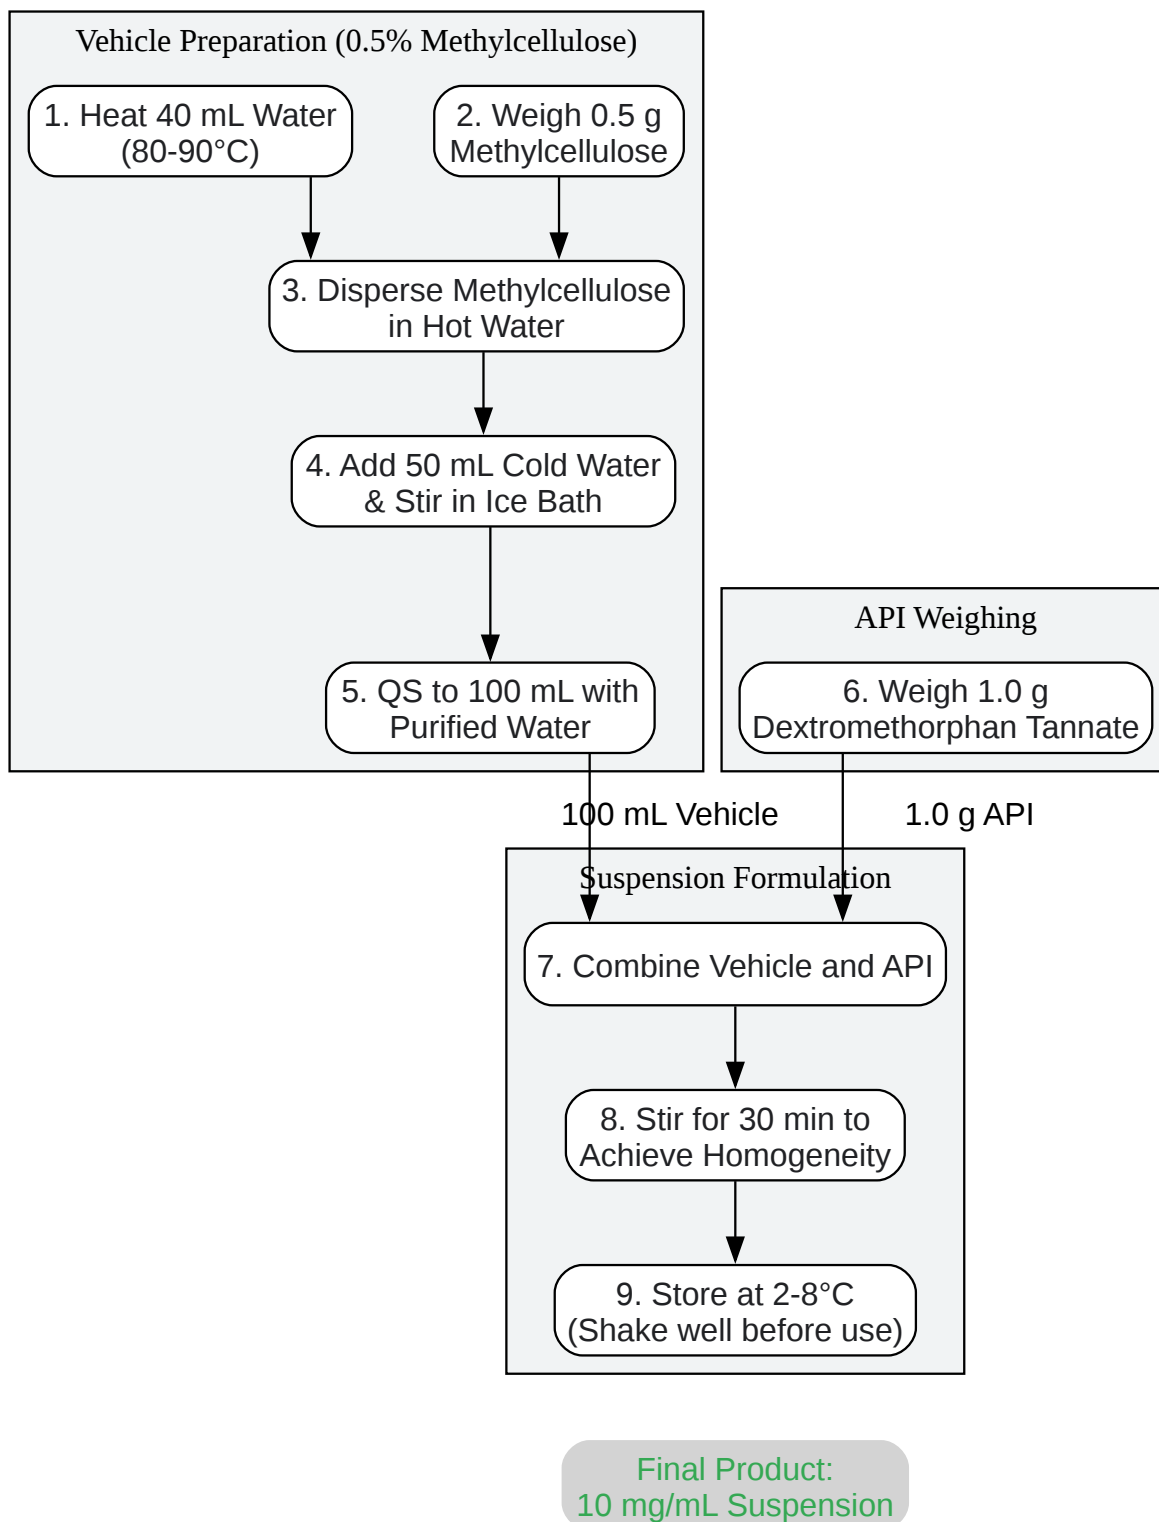 Vehicle Preparation (0.5% Methylcellulose)
1. Heat 40 mL Water
(80-90°C)
2. Weigh 0.5 g
Methylcellulose
3. Disperse Methylcellulose
in Hot Water
4. Add 50 mL Cold Water
& Stir in Ice Bath
5. QS to 100 mL with
Purified Water
API Weighing
6. Weigh 1.0 g
Dextromethorphan Tannate
100 mL Vehicle
1.0 g API
Suspension Formulation
7. Combine Vehicle and API
8. Stir for 30 min to
Achieve Homogeneity
9. Store at 2-8°C
(Shake well before use)
Final Product:
10 mg/mL Suspension